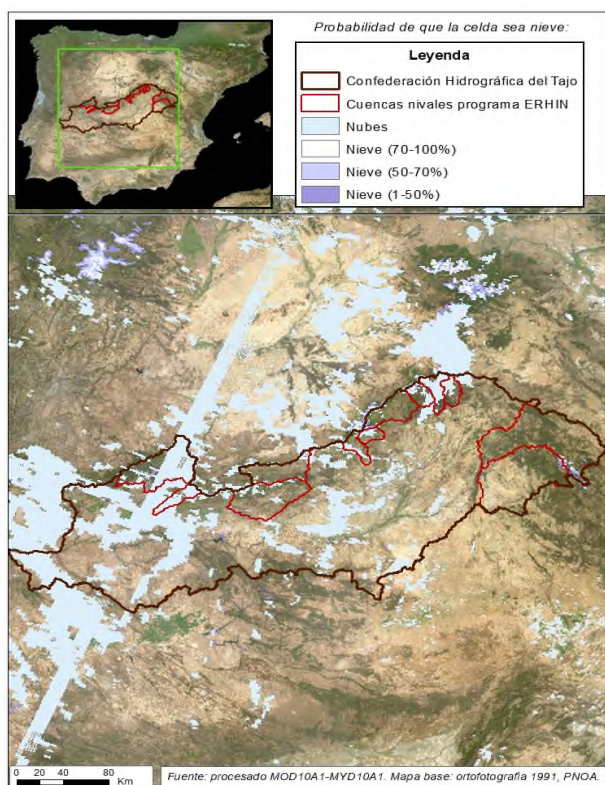 Probabilidad de que la celda sea nieve:
Leyenda
Confederación Hidrográfica del Tajo
Cuencas nivales programa ERHIN
Nubes
Nieve (70-100%)
Nieve (50-70%)
Nieve (1-50%)
0 20 40 80
Km
Fuente: procesado MOD10A1-MYD10A1. Mapa base: ortofotografia 1991, PNOA.